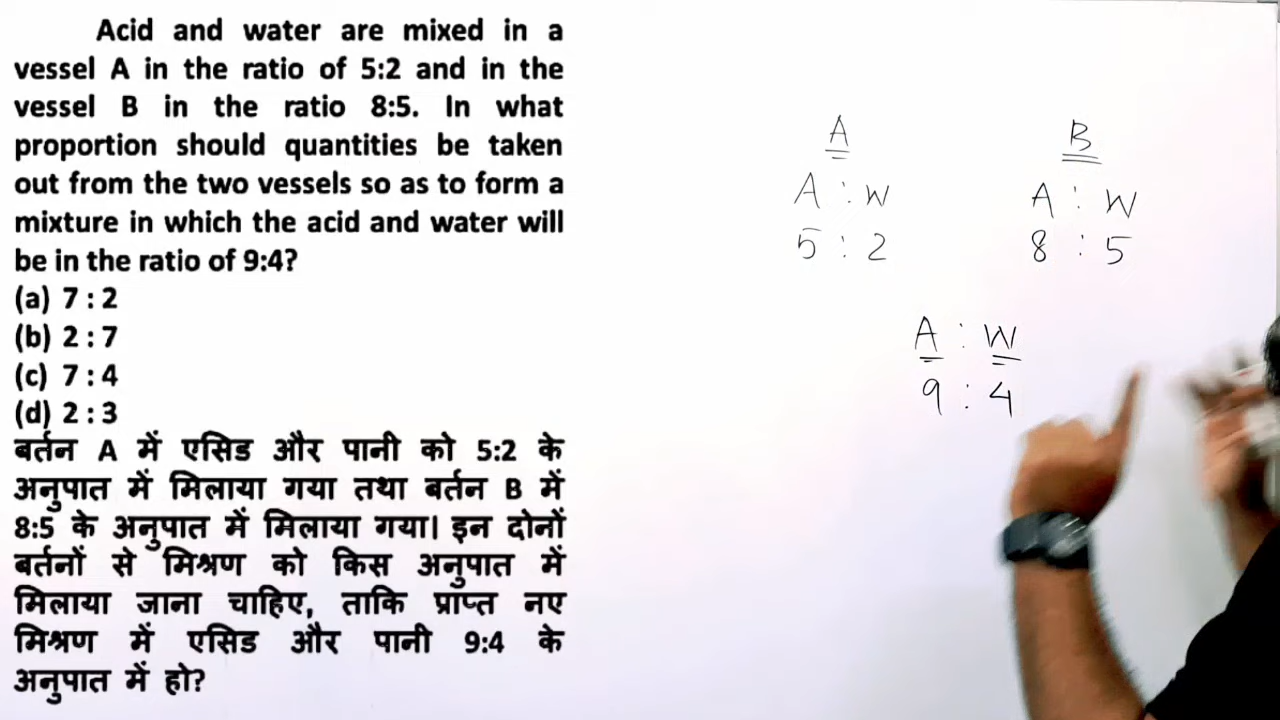 Acid and water are mixed in a
vessel A in the ratio of 5:2 and in the
vessel B in the ratio 8:5. In what
proportion should quantities be taken
out from the two vessels so as to form a
mixture in which the acid and water will
be in the ratio of 9:4?
(a) 7 : 2
(b) 2 : 7
(c) 7 : 4
(d) 2 : 3
बर्तन A में एसिड और पानी को 5:2 के
अनुपात में मिलाया गया तथा बर्तन B में
8:5 के अनुपात में मिलाया गया। इन दोनों
बर्तनों से मिश्रण को किस अनुपात में
मिलाया जाना चाहिए, ताकि प्राप्त नए
मिश्रण में एसिड और पानी 9:4 के
अनुपात में हो?
A B
A : W A : W
5 : 2 8 : 5
A : W
9 : 4